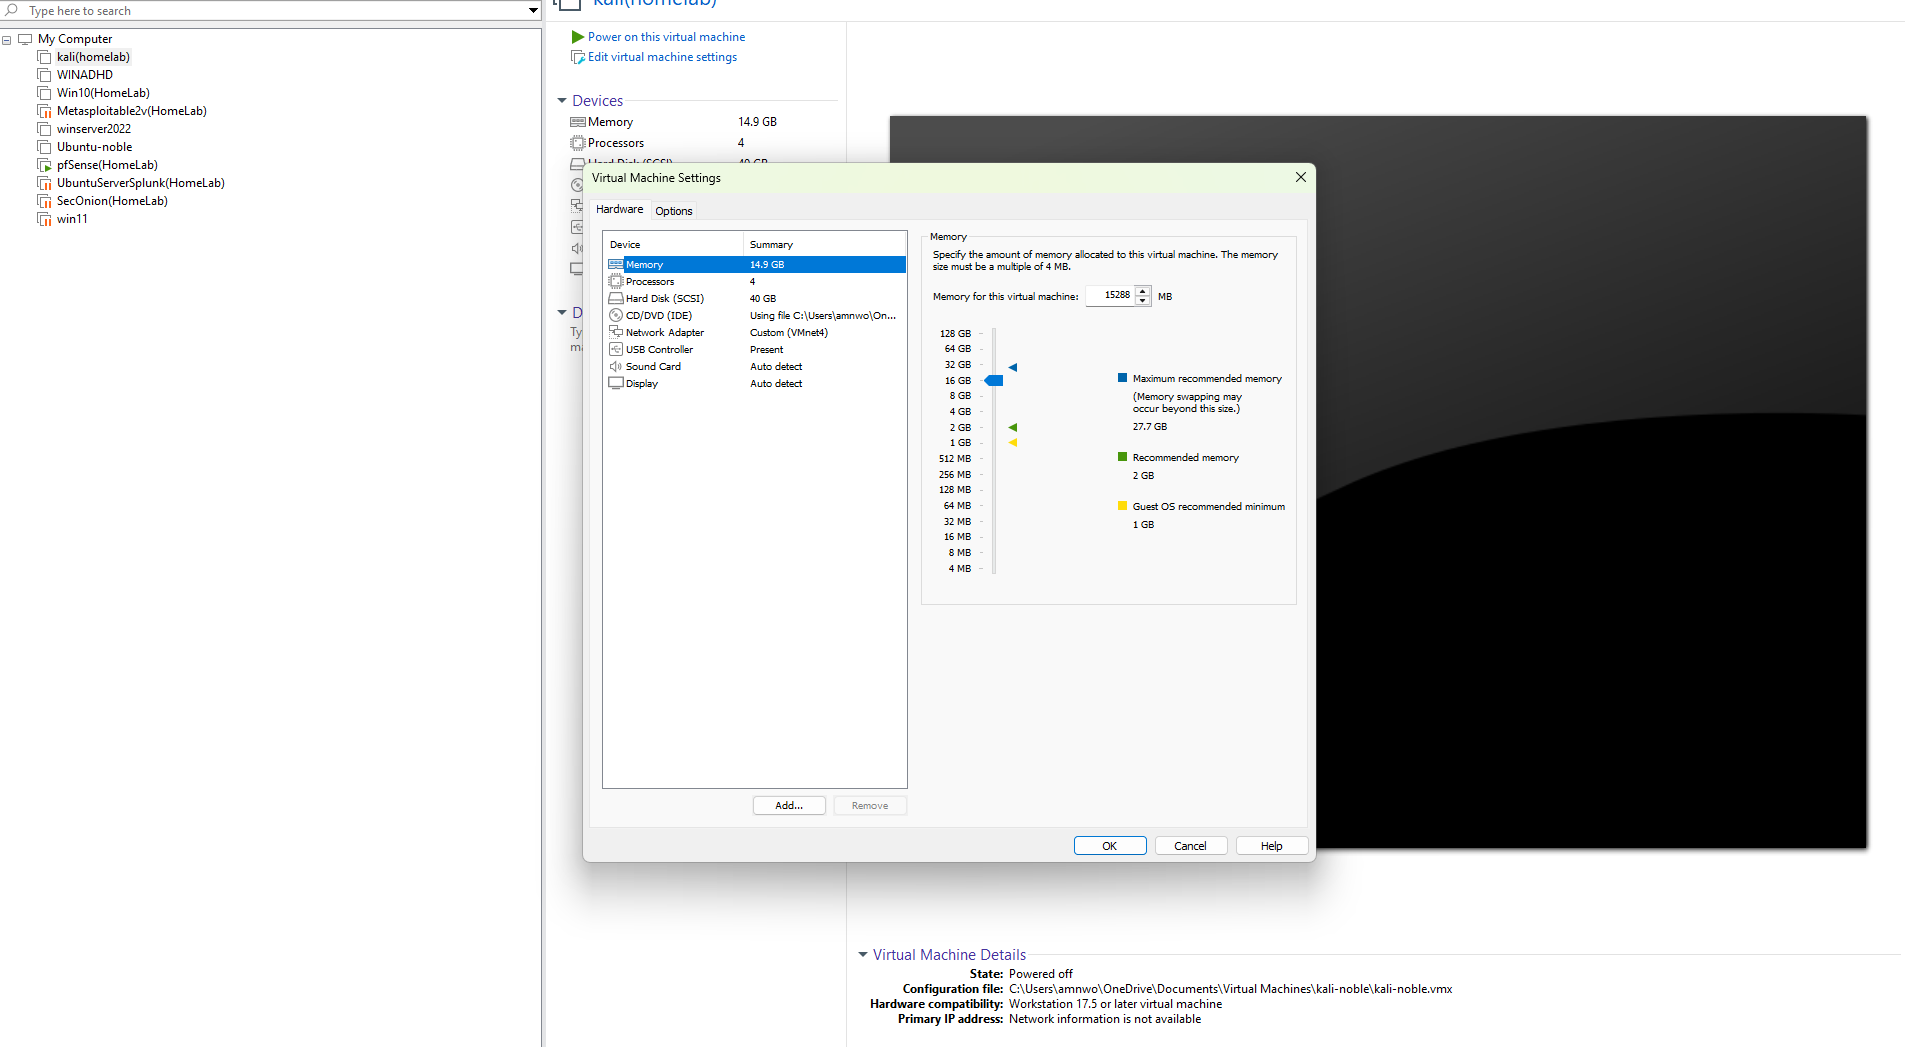 Type here to search
My Computer
kali(homelab)
WINADHD
Win10(HomeLab)
Metasploitable2v(HomeLab)
winserver2022
Ubuntu-noble
pfSense(HomeLab)
UbuntuServerSplunk(HomeLab)
SecOnion(HomeLab)
win11
kali(homelab)
Power on this virtual machine
Edit virtual machine settings
Devices
Memory 14.9 GB
Processors 4
Hard Disk (SCSI) 40 GB
D
Ty
ma
Virtual Machine Settings
Hardware Options
Device Summary
Memory 14.9 GB
Processors 4
Hard Disk (SCSI) 40 GB
CD/DVD (IDE) Using file C:\Users\amnwo\On...
Network Adapter Custom (VMnet4)
USB Controller Present
Sound Card Auto detect
Display Auto detect
Add... Remove
Memory
Specify the amount of memory allocated to this virtual machine. The memory
size must be a multiple of 4 MB.
Memory for this virtual machine: 15288 MB
128 GB
64 GB
32 GB
16 GB
8 GB
4 GB
2 GB
1 GB
512 MB
256 MB
128 MB
64 MB
32 MB
16 MB
8 MB
4 MB
Maximum recommended memory
(Memory swapping may
occur beyond this size.)
27.7 GB
Recommended memory
2 GB
Guest OS recommended minimum
1 GB
OK Cancel Help
Virtual Machine Details
State: Powered off
Configuration file: C:\Users\amnwo\OneDrive\Documents\Virtual Machines\kali-noble\kali-noble.vmx
Hardware compatibility: Workstation 17.5 or later virtual machine
Primary IP address: Network information is not available